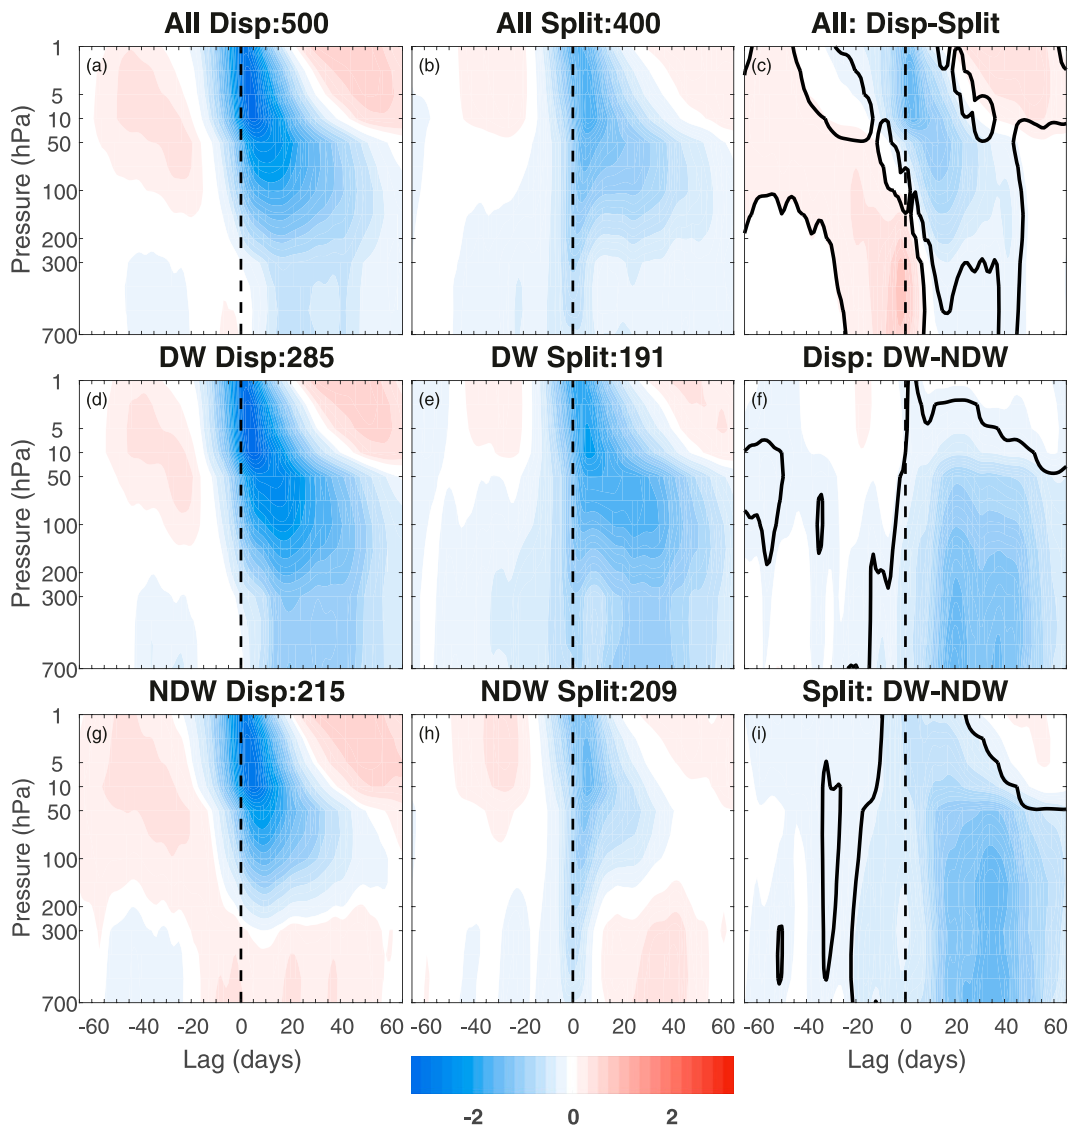 All Disp:500
All Split:400
All: Disp-Split
(a)
(b)
(c)
1
5
10
50
100
200
300
700
Pressure (hPa)
DW Disp:285
DW Split:191
Disp: DW-NDW
(d)
(e)
(f)
1
5
10
50
100
200
300
700
Pressure (hPa)
NDW Disp:215
NDW Split:209
Split: DW-NDW
(g)
(h)
(i)
1
5
10
50
100
200
300
700
Pressure (hPa)
-60 -40 -20 0 20 40 60
-60 -40 -20 0 20 40 60
-60 -40 -20 0 20 40 60
Lag (days)
Lag (days)
-2 0 2